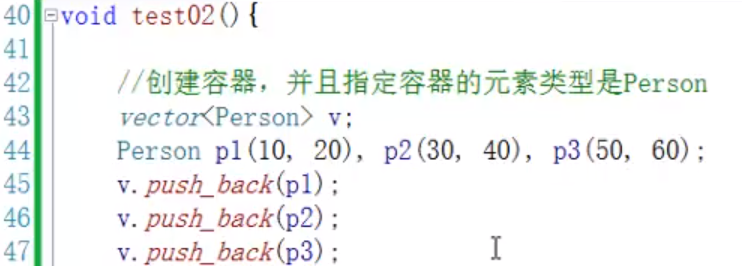 40 void test02(){
41
42 //创建容器，并且指定容器的元素类型是Person
43 vector<Person> v;
44 Person p1(10, 20), p2(30, 40), p3(50, 60);
45 v.push_back(p1);
46 v.push_back(p2);
47 v.push_back(p3);